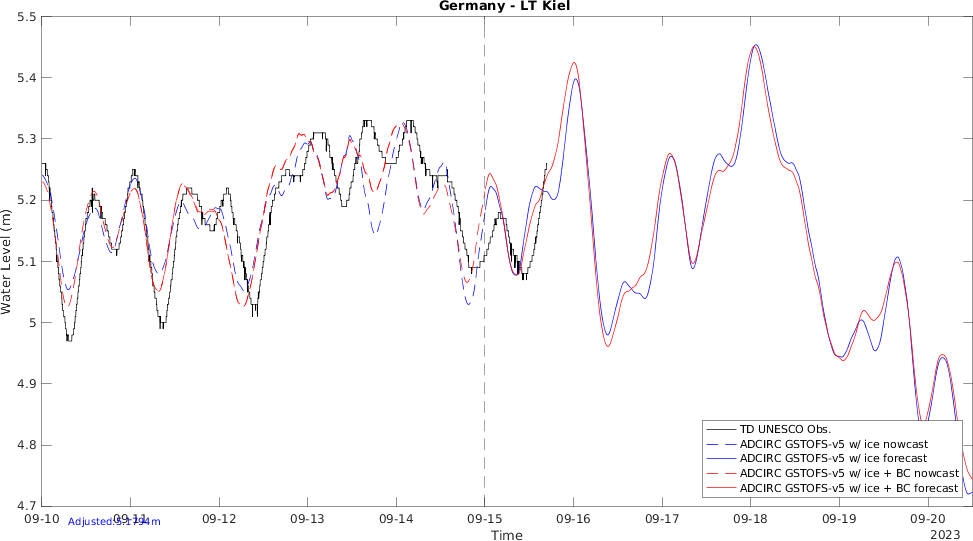 Germany - LT Kiel
5.5
5.4
5.3
5.2
5.1
5
4.9
4.8
4.7
Water Level (m)
TD UNESCO Obs.
ADCIRC GSTOFS-v5 w/ ice nowcast
ADCIRC GSTOFS-v5 w/ ice forecast
ADCIRC GSTOFS-v5 w/ ice + BC nowcast
ADCIRC GSTOFS-v5 w/ ice + BC forecast
09-10 09-11 09-12 09-13 09-14 09-15 09-16 09-17 09-18 09-19 09-20
Adjusted:5.1794m
Time
2023